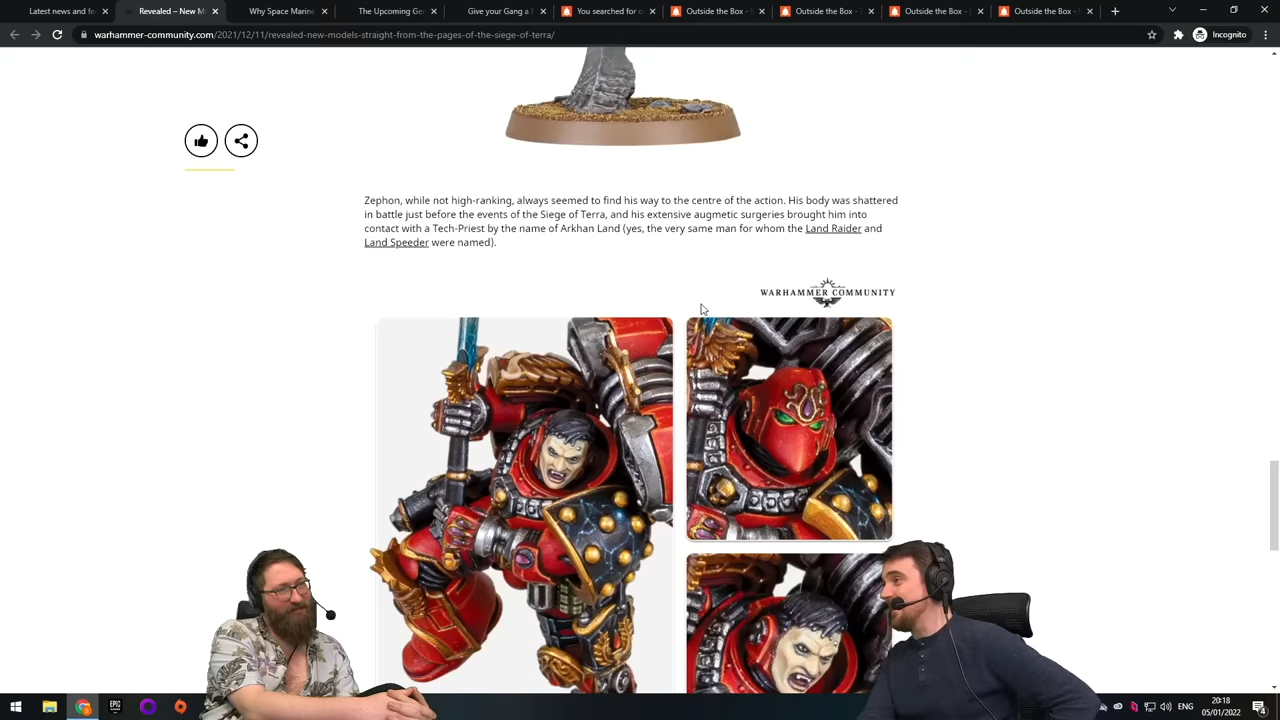 Latest news and fe
Revealed – New M
Why Space Marine
The Upcoming Ge
Give your Gang a
You searched for o
Outside the Box -
Outside the Box -
Outside the Box -
Outside the Box -
warhammer-community.com/2021/12/11/revealed-new-models-straight-from-the-pages-of-the-siege-of-terra/
Incognito
Zephon, while not high-ranking, always seemed to find his way to the centre of the action. His body was shattered
in battle just before the events of the Siege of Terra, and his extensive augmetic surgeries brought him into
contact with a Tech-Priest by the name of Arkhan Land (yes, the very same man for whom the Land Raider and
Land Speeder were named).
WARHAMMER COMMUNITY
EPIC
ENG
20:18
05/01/2022
4